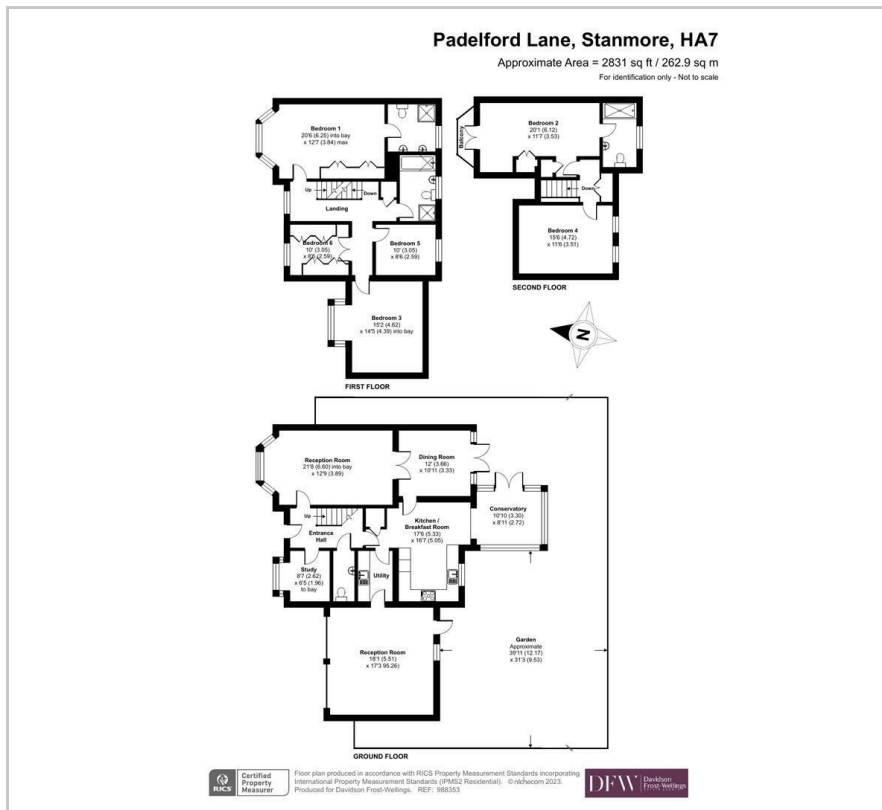 Padelford Lane, Stanmore, HA7
Approximate Area = 2831 sq ft / 262.9 sq m
For identification only - Not to scale
Bedroom 1
20'6 (6.25) into bay
x 12'7 (3.84) max
Up
Down
Landing
Bedroom 6
10' (3.05)
x 8'6 (2.59)
Bedroom 5
10' (3.05)
x 8'6 (2.59)
Bedroom 3
15'2 (4.62)
x 14'5 (4.39) into bay
FIRST FLOOR
Balcony
Bedroom 2
20'1 (6.12)
x 11'7 (3.53)
Down
Bedroom 4
15'6 (4.72)
x 11'6 (3.51)
SECOND FLOOR
N
Reception Room
21'8 (6.60) into bay
x 12'9 (3.89)
Dining Room
12' (3.66)
x 10'11 (3.33)
Conservatory
10'10 (3.30)
x 8'11 (2.72)
Up
Entrance
Hall
Kitchen /
Breakfast Room
17'6 (5.33)
x 16'7 (5.05)
Study
8'7 (2.62)
x 6'5 (1.96)
to bay
Utility
Reception Room
18'1 (5.51)
x 17'3 95.26)
Garden
Approximate
39'11 (12.17)
x 31'3 (9.53)
GROUND FLOOR
RICS
Certified
Property
Measurer
Floor plan produced in accordance with RICS Property Measurement Standards incorporating
International Property Measurement Standards (IPMS2 Residential). © nichecom 2023.
Produced for Davidson Frost-Wellings. REF: 988353
DFW
Davidson
Frost-Wellings